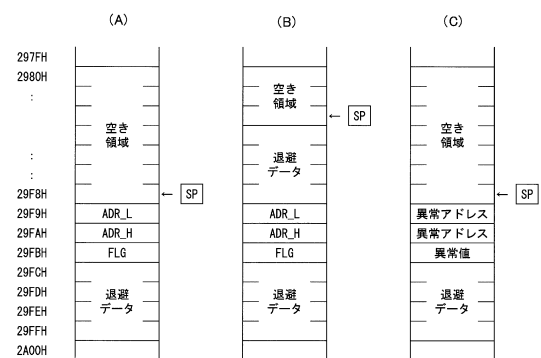 (A)
(B)
(C)
297FH
2980H
:
:
:
29F8H
29F9H
29FAH
29FBH
29FCH
29FDH
29FEH
29FFH
2A00H
空き
領域
← SP
ADR_L
ADR_H
FLG
退避
データ
空き
領域
← SP
退避
データ
ADR_L
ADR_H
FLG
退避
データ
空き
領域
← SP
異常アドレス
異常アドレス
異常値
退避
データ